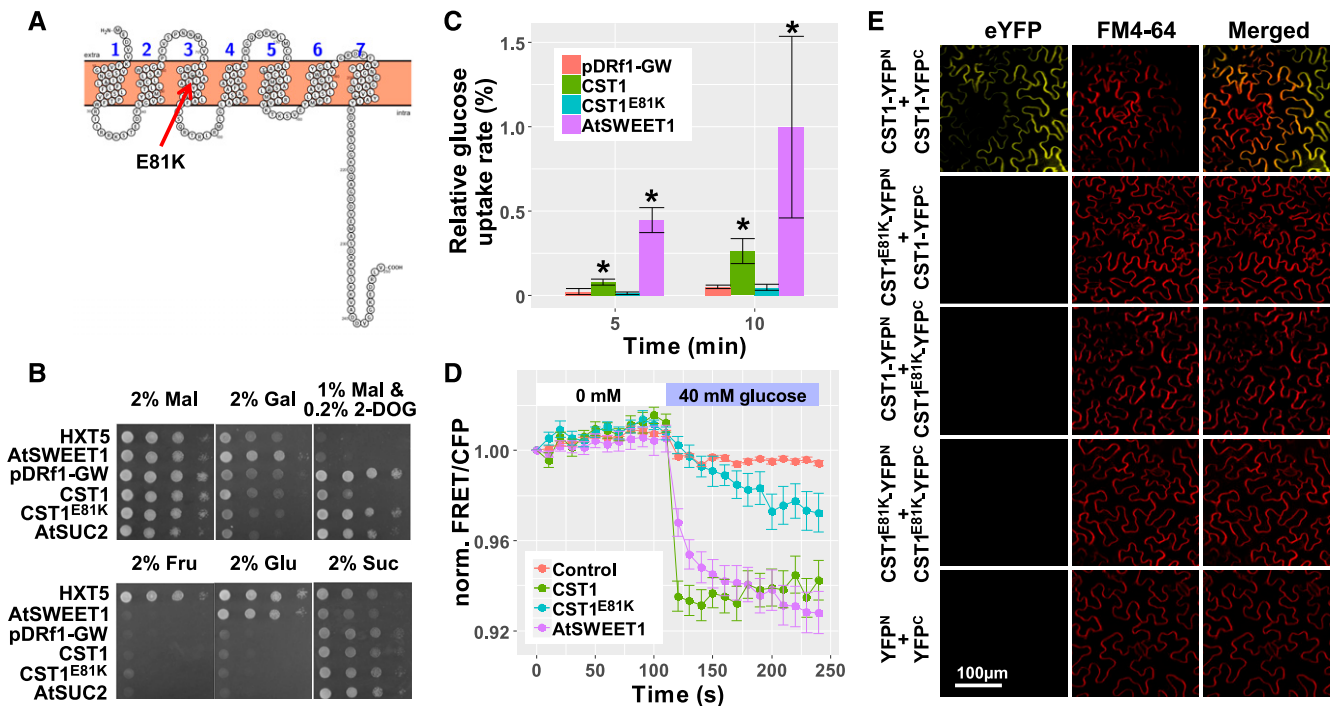 A
H₂N
extra
1 2 3 4 5 6 7
intra
E81K
COOH
B
2% Mal 2% Gal 1% Mal & 0.2% 2-DOG
HXT5
AtSWEET1
pDRf1-GW
CST1
CST1ᴱ⁸¹ᴷ
AtSUC2
2% Fru 2% Glu 2% Suc
HXT5
AtSWEET1
pDRf1-GW
CST1
CST1ᴱ⁸¹ᴷ
AtSUC2
C
Relative glucose
uptake rate (%)
1.5
1.0
0.5
0
pDRf1-GW
CST1
CST1ᴱ⁸¹ᴷ
AtSWEET1
* * * *
5 10
Time (min)
D
norm. FRET/CFP
0 mM 40 mM glucose
1.00
0.96
0.92
Control
CST1
CST1ᴱ⁸¹ᴷ
AtSWEET1
0 50 100 150 200 250
Time (s)
E
eYFP FM4-64 Merged
CST1-YFPᴺ
+
CST1-YFPᶜ
CST1ᴱ⁸¹ᴷ-YFPᴺ
+
CST1-YFPᶜ
CST1-YFPᴺ
+
CST1ᴱ⁸¹ᴷ-YFPᶜ
CST1ᴱ⁸¹ᴷ-YFPᴺ
+
CST1ᴱ⁸¹ᴷ-YFPᶜ
YFPᴺ
+
YFPᶜ
100µm